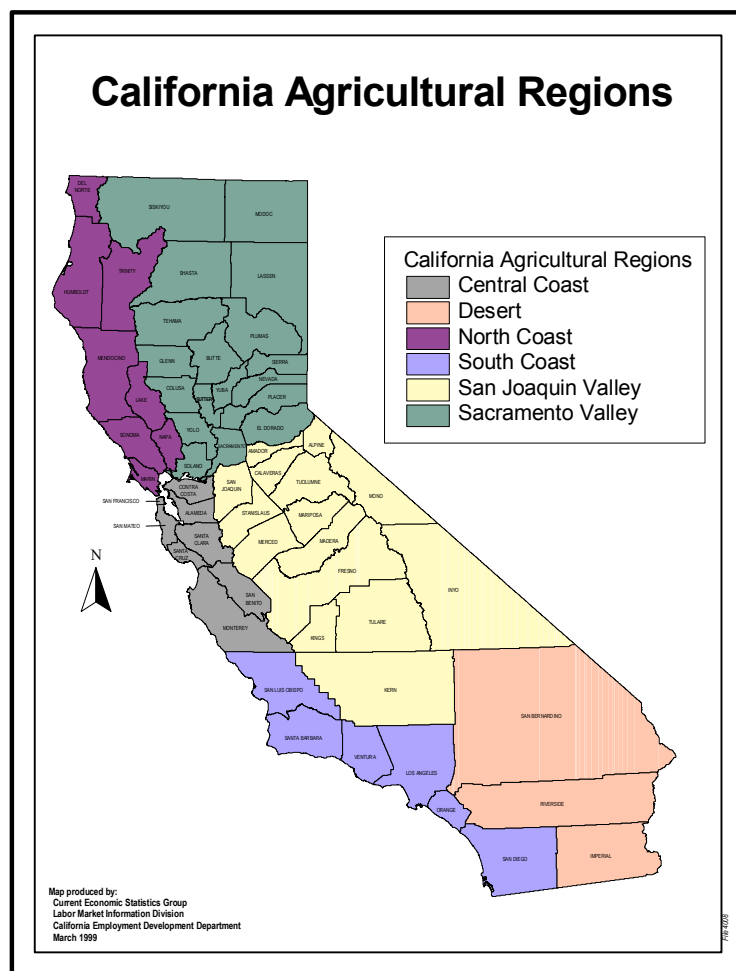 California Agricultural Regions
DEL
NORTE
SISKIYOU
MODOC
HUMBOLDT
TRINITY
SHASTA
LASSSN
TEHAMA
PLUMAS
MENDOCINO
GLENN
BUTTE
SIERRA
NEVADA
COLUSA
YUBA
SUTTER
PLACER
LAKE
YOLO
EL DORADO
SONOMA
NAPA
SACRAMENTO
SOLANO
AMADOR
ALPINE
MARIN
CONTRA
COSTA
SAN
JOAQUIN
CALAVERAS
TUOLUMNE
MONO
SAN FRANCISCO
ALAMEDA
STANISLAUS
MARIPOSA
SAN MATEO
SANTA
CLARA
MERCED
MADERA
SANTA
CRUZ
FRESNO
SAN
BENITO
INYO
MONTEREY
KINGS
TULARE
SAN LUIS OBISPO
KERN
SAN BERNARDINO
SANTA BARBARA
VENTURA
LOS ANGELES
ORANGE
RIVERSIDE
SAN DIEGO
IMPERIAL
California Agricultural Regions
Central Coast
Desert
North Coast
South Coast
San Joaquin Valley
Sacramento Valley
N
Map produced by:
Current Economic Statistics Group
Labor Market Information Division
California Employment Development Department
March 1999